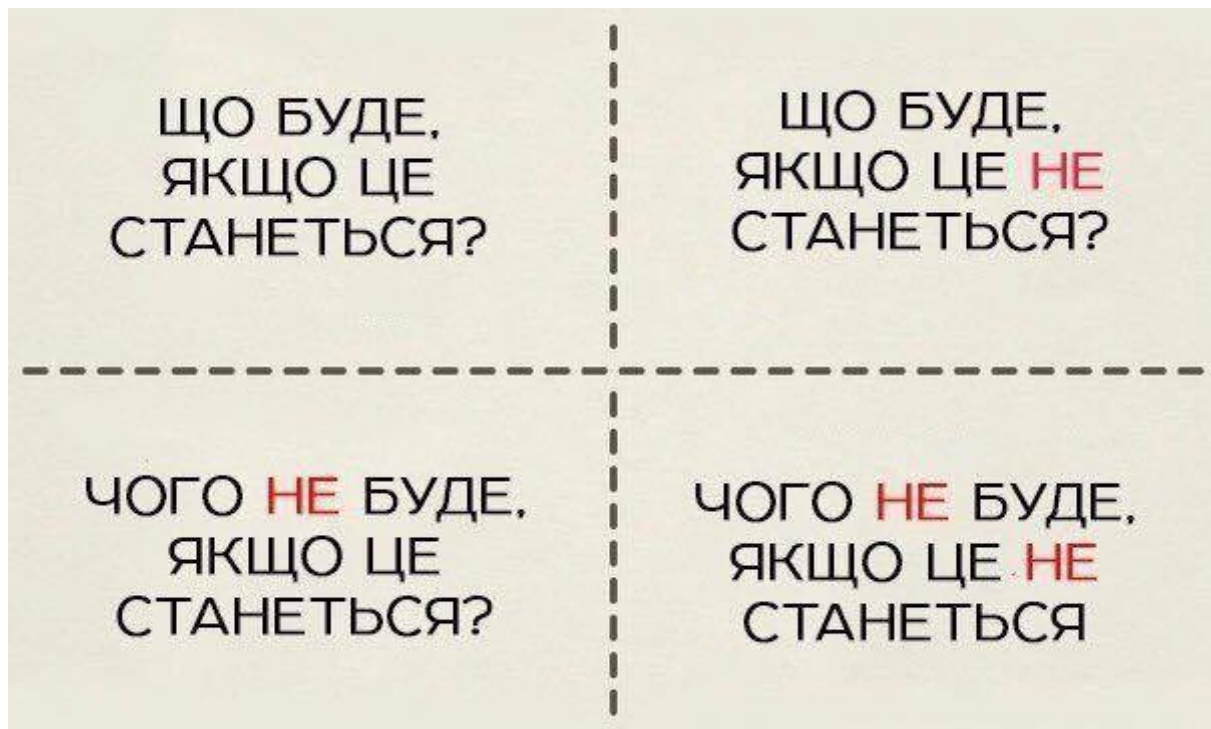 ЩО БУДЕ,
ЯКЩО ЦЕ
СТАНЕТЬСЯ?
ЩО БУДЕ,
ЯКЩО ЦЕ НЕ
СТАНЕТЬСЯ?
ЧОГО НЕ БУДЕ,
ЯКЩО ЦЕ
СТАНЕТЬСЯ?
ЧОГО НЕ БУДЕ,
ЯКЩО ЦЕ НЕ
СТАНЕТЬСЯ